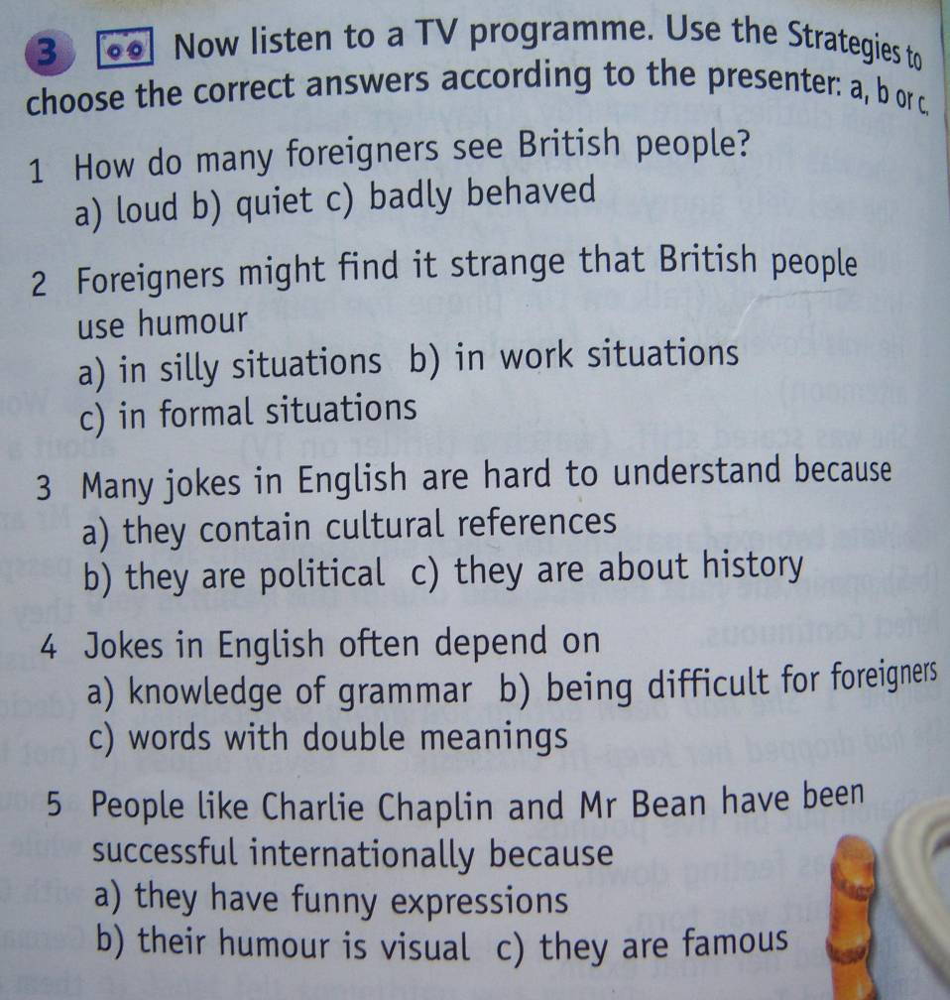 3 Now listen to a TV programme. Use the Strategies to
choose the correct answers according to the presenter: a, b or c.
1 How do many foreigners see British people?
a) loud b) quiet c) badly behaved
2 Foreigners might find it strange that British people
use humour
a) in silly situations b) in work situations
c) in formal situations
3 Many jokes in English are hard to understand because
a) they contain cultural references
b) they are political c) they are about history
4 Jokes in English often depend on
a) knowledge of grammar b) being difficult for foreigners
c) words with double meanings
5 People like Charlie Chaplin and Mr Bean have been
successful internationally because
a) they have funny expressions
b) their humour is visual c) they are famous